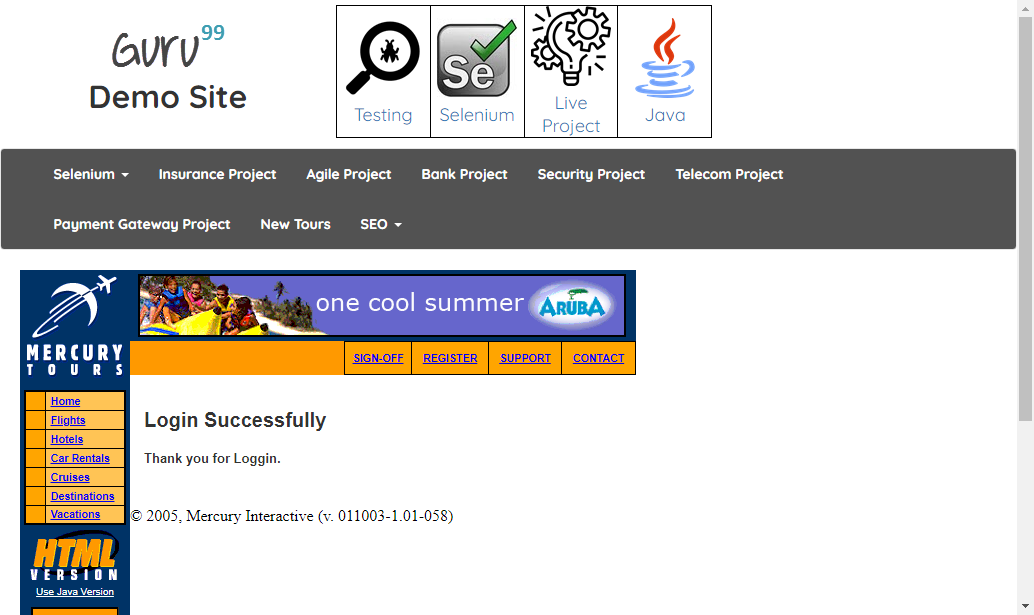 Guru99
Demo Site
Se
Testing
Selenium
Live
Project
Java
Selenium
Insurance Project
Agile Project
Bank Project
Security Project
Telecom Project
Payment Gateway Project
New Tours
SEO
MERCURY
TOURS
one cool summer
ARUBA
SIGN-OFF
REGISTER
SUPPORT
CONTACT
Home
Flights
Hotels
Car Rentals
Cruises
Destinations
Vacations
HTML
VERSION
Use Java Version
Login Successfully
Thank you for Loggin.
© 2005, Mercury Interactive (v. 011003-1.01-058)